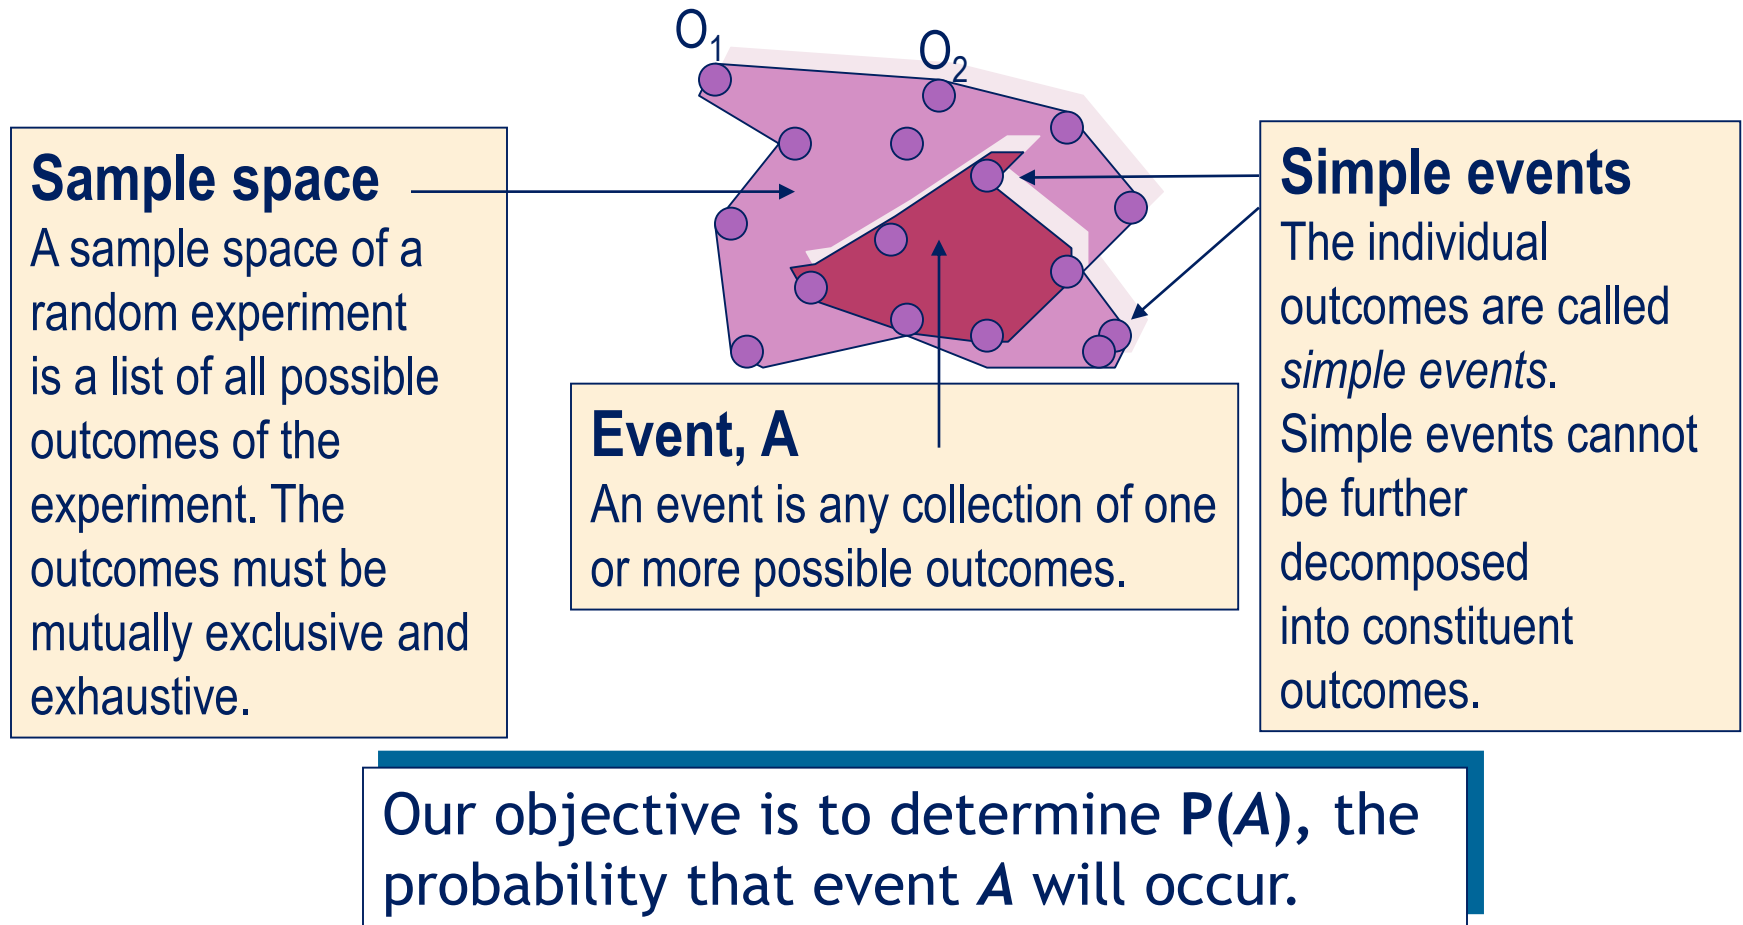 O₁
O₂
Sample space
A sample space of a
random experiment
is a list of all possible
outcomes of the
experiment. The
outcomes must be
mutually exclusive and
exhaustive.
Event, A
An event is any collection of one
or more possible outcomes.
Simple events
The individual
outcomes are called
simple events.
Simple events cannot
be further
decomposed
into constituent
outcomes.
Our objective is to determine P(A), the
probability that event A will occur.